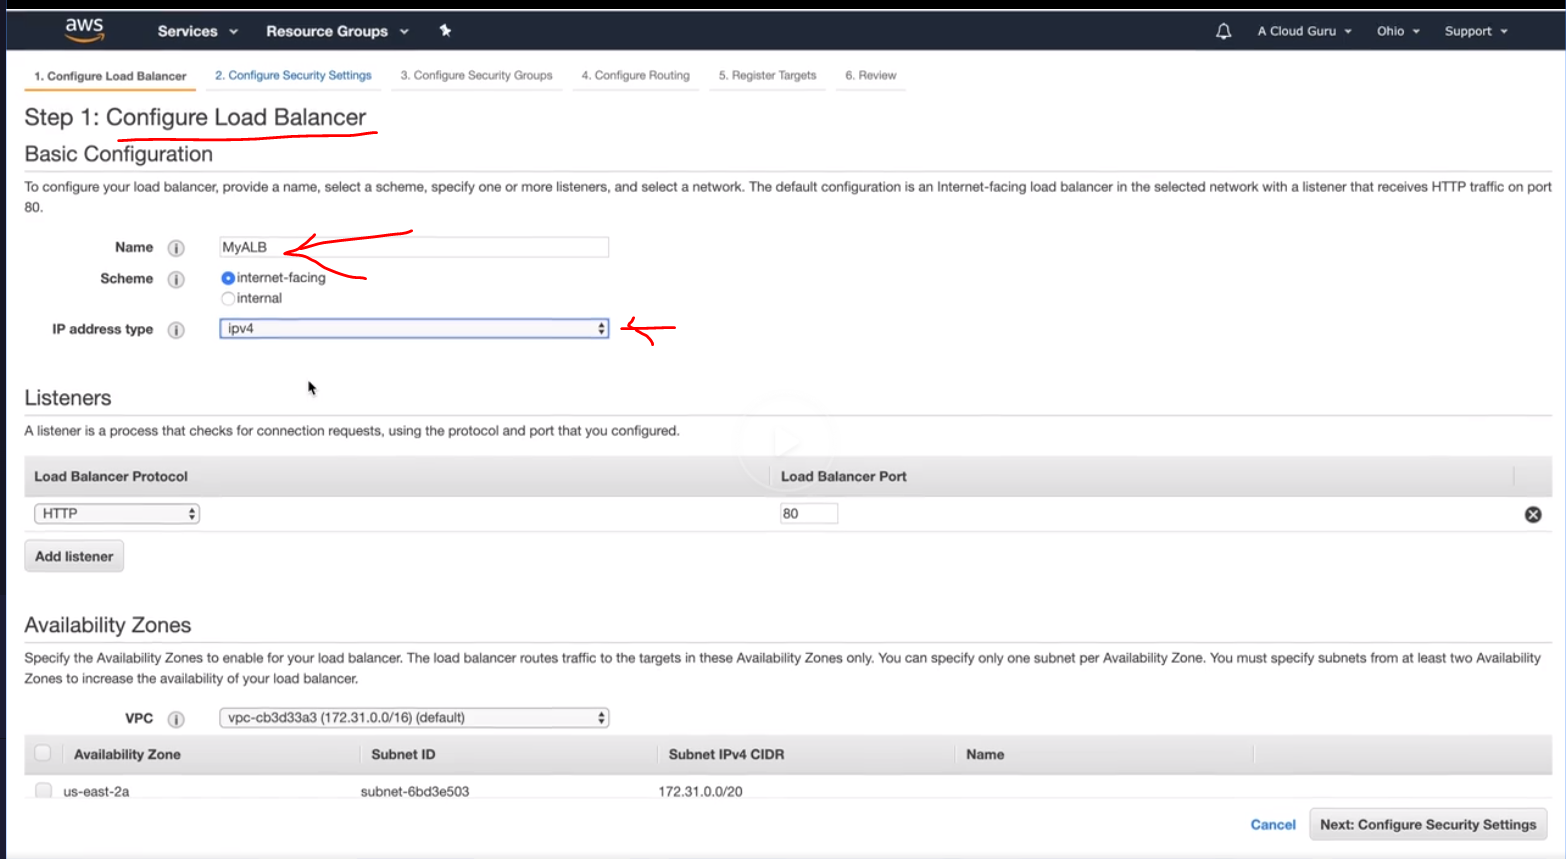 aws Services Resource Groups A Cloud Guru Ohio Support
1. Configure Load Balancer 2. Configure Security Settings 3. Configure Security Groups 4. Configure Routing 5. Register Targets 6. Review
Step 1: Configure Load Balancer
Basic Configuration
To configure your load balancer, provide a name, select a scheme, specify one or more listeners, and select a network. The default configuration is an Internet-facing load balancer in the selected network with a listener that receives HTTP traffic on port
80.
Name i MyALB
Scheme i internet-facing
internal
IP address type i ipv4
Listeners
A listener is a process that checks for connection requests, using the protocol and port that you configured.
Load Balancer Protocol Load Balancer Port
HTTP 80
Add listener
Availability Zones
Specify the Availability Zones to enable for your load balancer. The load balancer routes traffic to the targets in these Availability Zones only. You can specify only one subnet per Availability Zone. You must specify subnets from at least two Availability
Zones to increase the availability of your load balancer.
VPC i vpc-cb3d33a3 (172.31.0.0/16) (default)
Availability Zone Subnet ID Subnet IPv4 CIDR Name
us-east-2a subnet-6bd3e503 172.31.0.0/20
Cancel Next: Configure Security Settings